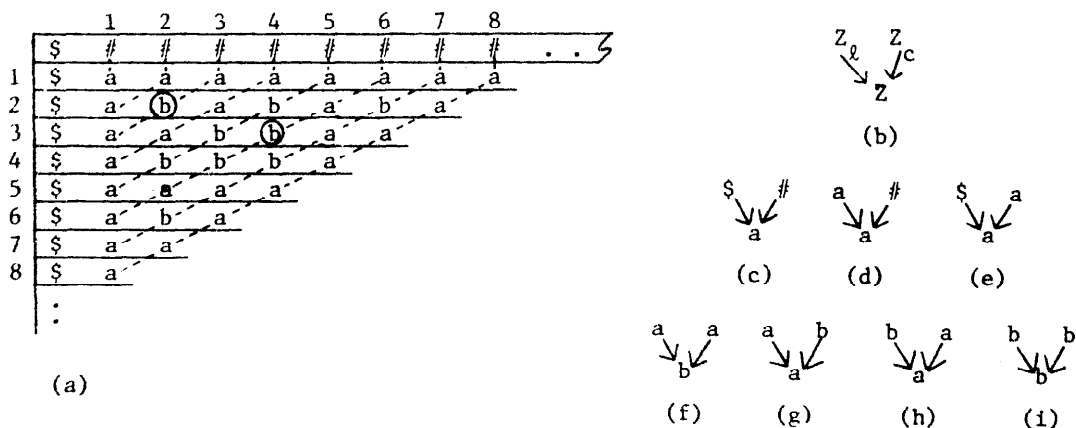 1 2 3 4 5 6 7 8
$ # # # # # # # # . . .
1 $ a a a a a a a a
2 $ a b a b a b a
3 $ a a b b a a
4 $ a b b b a
5 $ a a a a
6 $ a b a
7 $ a a
8 $ a
:
(a)
Zℓ Zc
Z
(b)
$ # a # $ a
a a a
(c) (d) (e)
a a a b b a b b
b a a b
(f) (g) (h) (i)